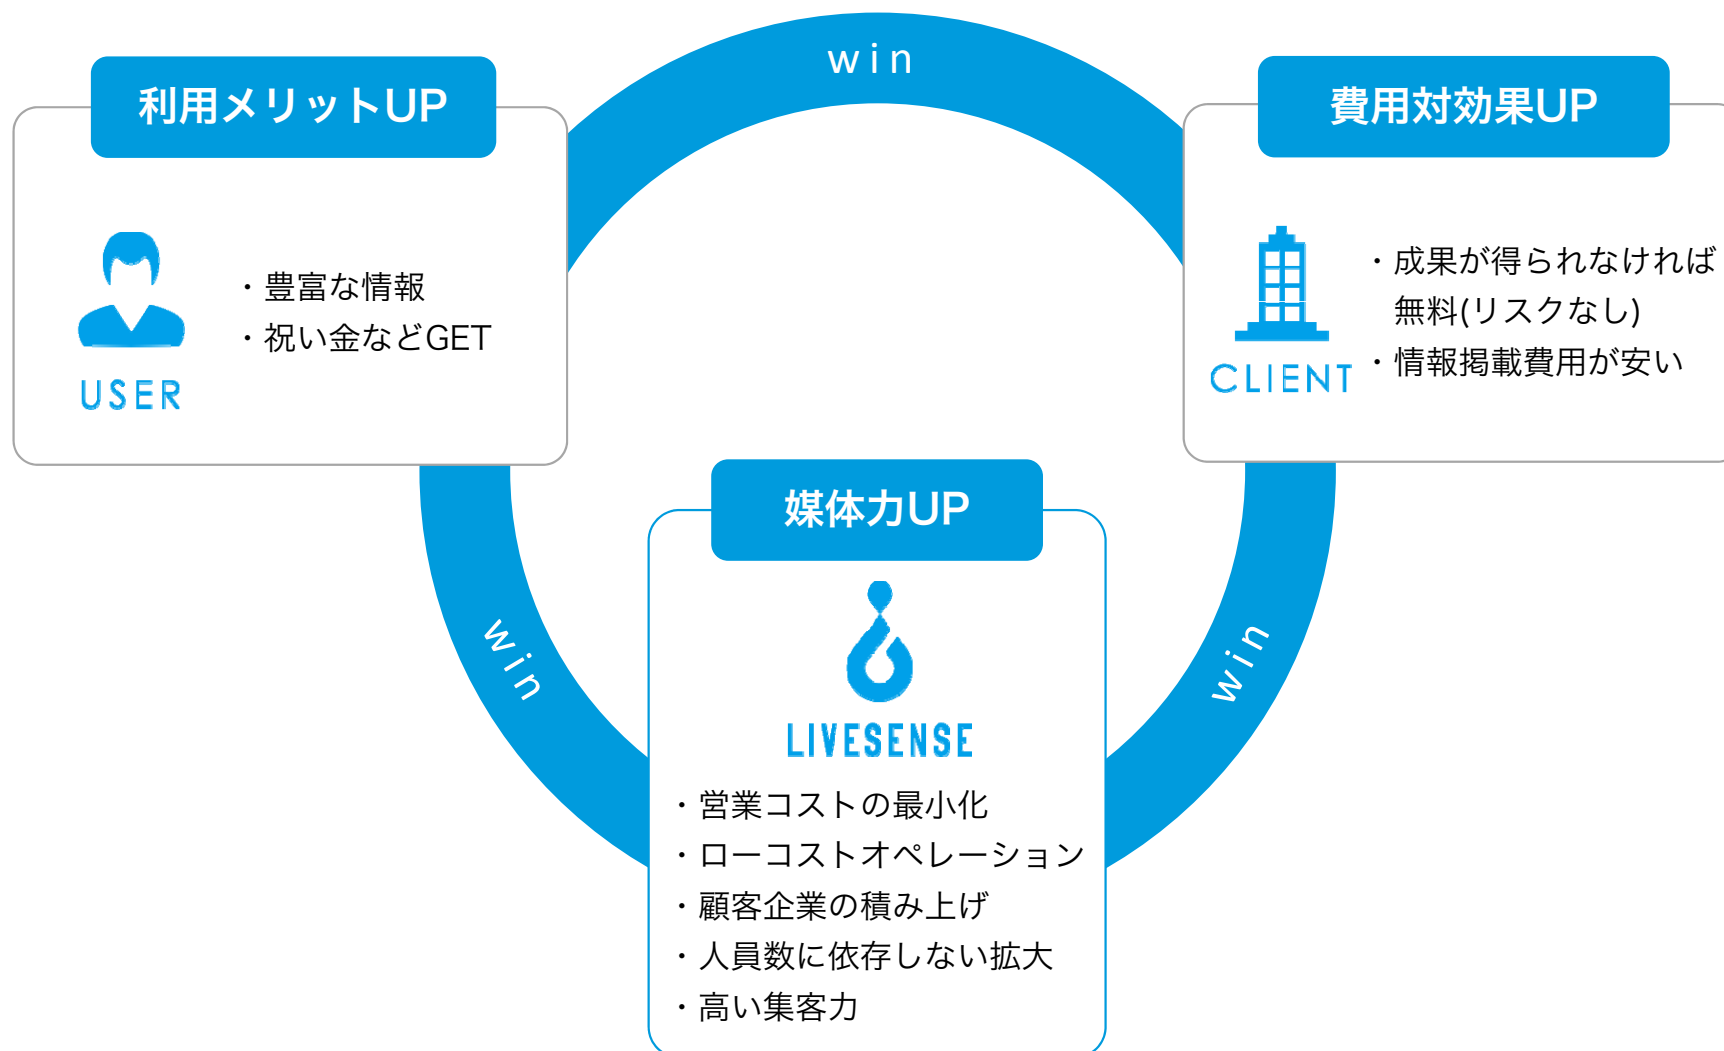 win
利用メリットUP
・豊富な情報
・祝い金などGET
USER
費用対効果UP
・成果が得られなければ
無料(リスクなし)
・情報掲載費用が安い
CLIENT
媒体力UP
LIVESENSE
・営業コストの最小化
・ローコストオペレーション
・顧客企業の積み上げ
・人員数に依存しない拡大
・高い集客力
win
win